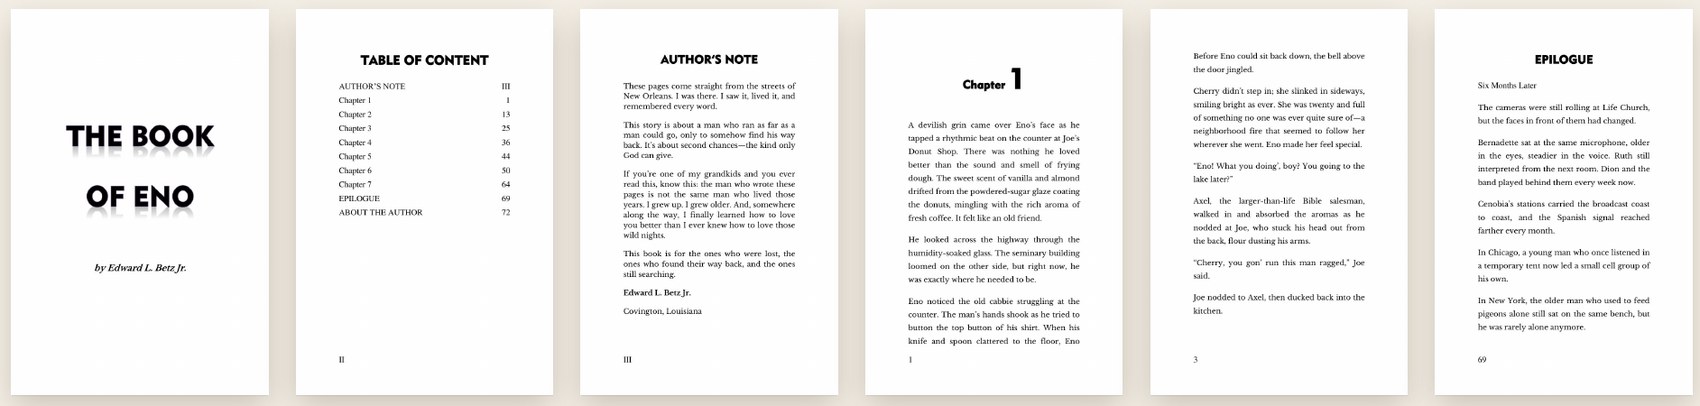 THE BOOK
OF ENO
by Edward L. Betz Jr.
TABLE OF CONTENT
AUTHOR'S NOTE III
Chapter 1 1
Chapter 2 13
Chapter 3 25
Chapter 4 36
Chapter 5 44
Chapter 6 50
Chapter 7 64
EPILOGUE 69
ABOUT THE AUTHOR 72
II
AUTHOR'S NOTE
These pages come straight from the streets of
New Orleans. I was there. I saw it, lived it, and
remembered every word.
This story is about a man who ran as far as a
man could go, only to somehow find his way
back. It's about second chances—the kind only
God can give.
If you're one of my grandkids and you ever
read this, know this: the man who wrote these
pages is not the same man who lived those
years. I grew up. I grew older. And, somewhere
along the way, I finally learned how to love
you better than I ever knew how to love those
wild nights.
This book is for the ones who were lost, the
ones who found their way back, and the ones
still searching.
Edward L. Betz Jr.
Covington, Louisiana
III
Chapter 1
A devilish grin came over Eno's face as he
tapped a rhythmic beat on the counter at Joe's
Donut Shop. There was nothing he loved
better than the sound and smell of frying
dough. The sweet scent of vanilla and almond
drifted from the powdered-sugar glaze coating
the donuts, mingling with the rich aroma of
fresh coffee. It felt like an old friend.
He looked across the highway through the
humidity-soaked glass. The seminary building
loomed on the other side, but right now, he
was exactly where he needed to be.
Eno noticed the old cabbie struggling at the
counter. The man's hands shook as he tried to
button the top button of his shirt. When his
knife and spoon clattered to the floor, Eno
1
Before Eno could sit back down, the bell above
the door jingled.
Cherry didn't step in; she slinked in sideways,
smiling bright as ever. She was twenty and full
of something no one was ever quite sure of—a
neighborhood fire that seemed to follow her
wherever she went. Eno made her feel special.
"Eno! What you doing', boy? You going to the
lake later?"
Axel, the larger-than-life Bible salesman,
walked in and absorbed the aromas as he
nodded at Joe, who stuck his head out from
the back, flour dusting his arms.
"Cherry, you gon' run this man ragged," Joe
said.
Joe nodded to Axel, then ducked back into the
kitchen.
3
EPILOGUE
Six Months Later
The cameras were still rolling at Life Church,
but the faces in front of them had changed.
Bernadette sat at the same microphone, older
in the eyes, steadier in the voice. Ruth still
interpreted from the next room. Dion and the
band played behind them every week now.
Cenobia's stations carried the broadcast coast
to coast, and the Spanish signal reached
farther every month.
In Chicago, a young man who once listened in
a temporary tent now led a small cell group of
his own.
In New York, the older man who used to feed
pigeons alone still sat on the same bench, but
he was rarely alone anymore.
69